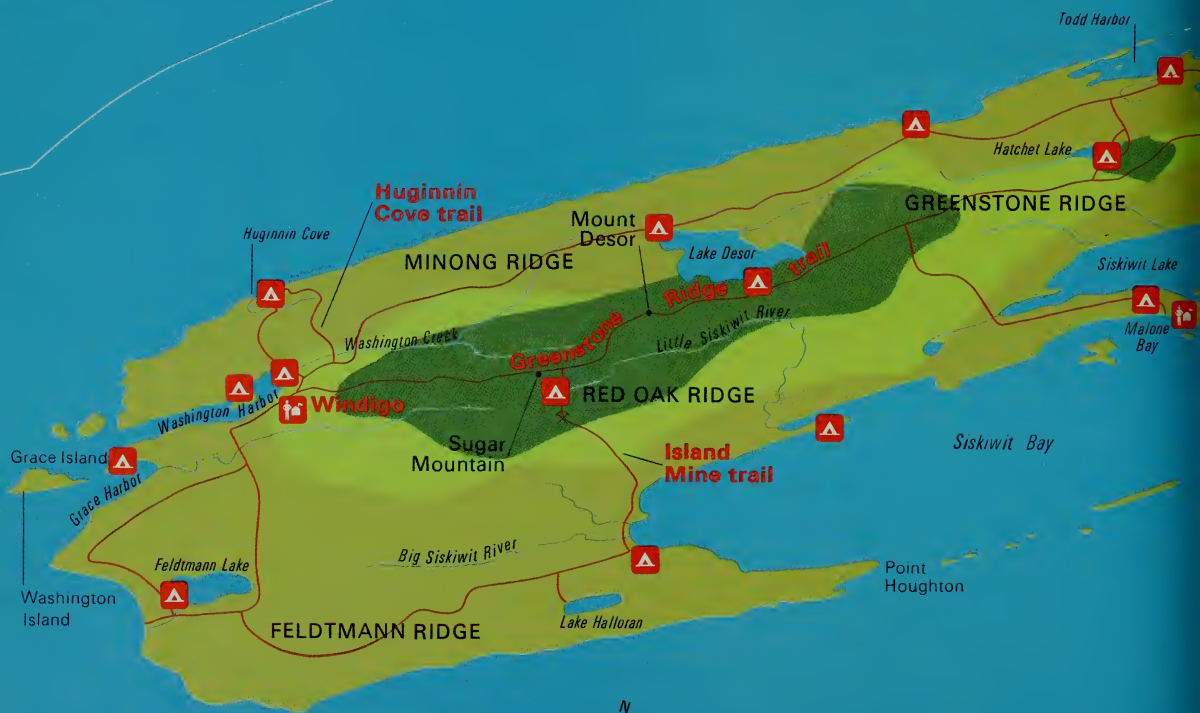 Todd Harbor
Hatchet Lake
Huginnin
Cove trail
GREENSTONE RIDGE
Mount
Desor
Huginnin Cove
Lake Desor
trail
MINONG RIDGE
Siskiwit Lake
Ridge
Little Siskiwit River
Malone
Bay
Washington Creek
Greenstone
RED OAK RIDGE
Washington Harbor
Windigo
Sugar
Mountain
Siskiwit Bay
Island
Mine trail
Grace Island
Grace Harbor
Big Siskiwit River
Feldtmann Lake
Point
Houghton
Washington
Island
Lake Halloran
FELDTMANN RIDGE
N